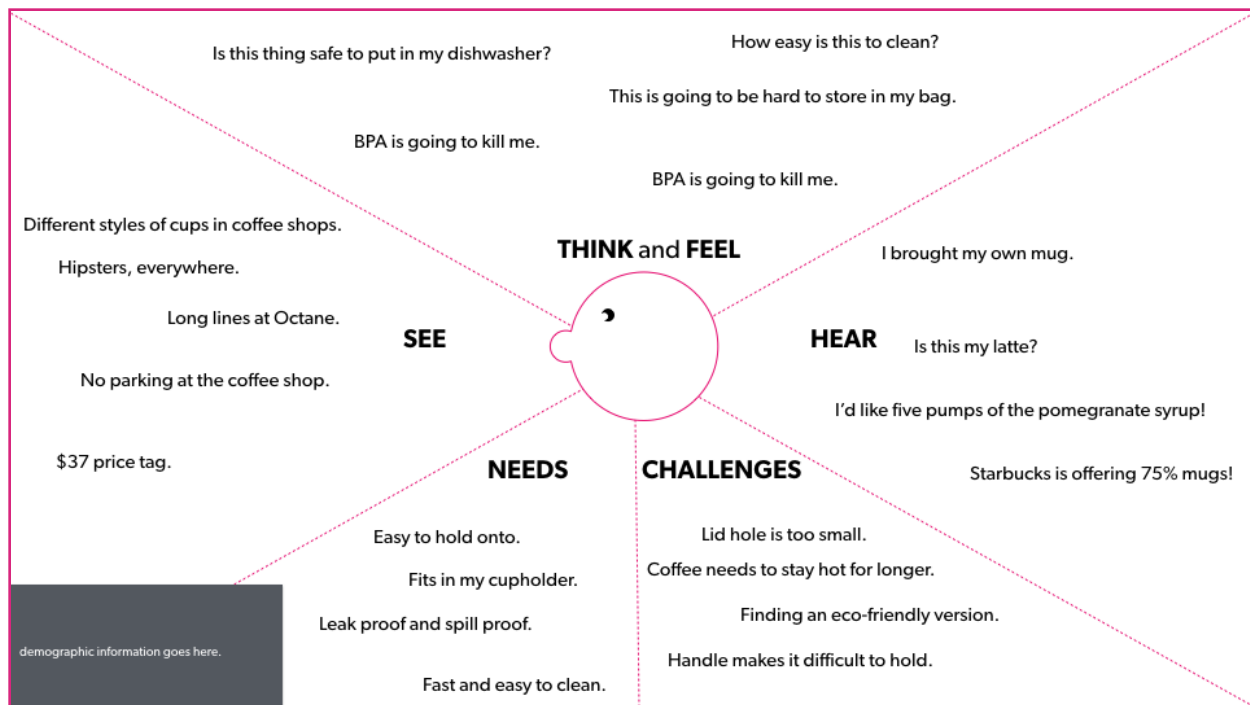 Is this thing safe to put in my dishwasher?
How easy is this to clean?
This is going to be hard to store in my bag.
BPA is going to kill me.
BPA is going to kill me.
THINK and FEEL
Different styles of cups in coffee shops.
Hipsters, everywhere.
Long lines at Octane.
SEE
No parking at the coffee shop.
$37 price tag.
I brought my own mug.
HEAR
Is this my latte?
I’d like five pumps of the pomegranate syrup!
Starbucks is offering 75% mugs!
NEEDS
Easy to hold onto.
Fits in my cupholder.
Leak proof and spill proof.
Fast and easy to clean.
CHALLENGES
Lid hole is too small.
Coffee needs to stay hot for longer.
Finding an eco-friendly version.
Handle makes it difficult to hold.
demographic information goes here.